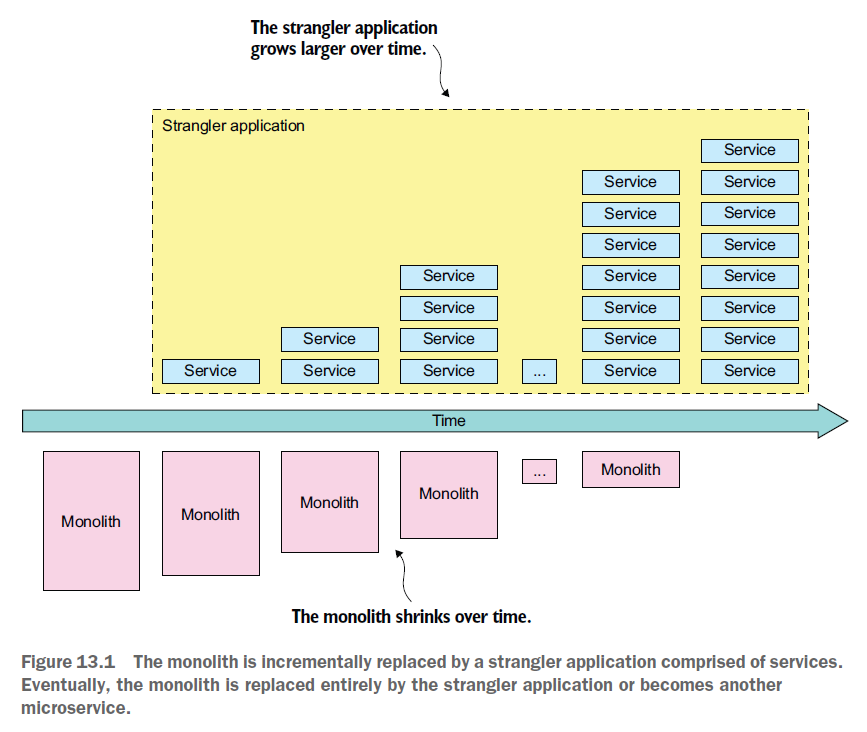 The strangler application
grows larger over time.
Strangler application
Service
Service Service
Service Service
Service Service
Service Service Service
Service Service Service
Service Service Service Service
Service Service Service Service ... Service Service
Time
Monolith Monolith Monolith Monolith ... Monolith
The monolith shrinks over time.
Figure 13.1 The monolith is incrementally replaced by a strangler application comprised of services.
Eventually, the monolith is replaced entirely by the strangler application or becomes another
microservice.